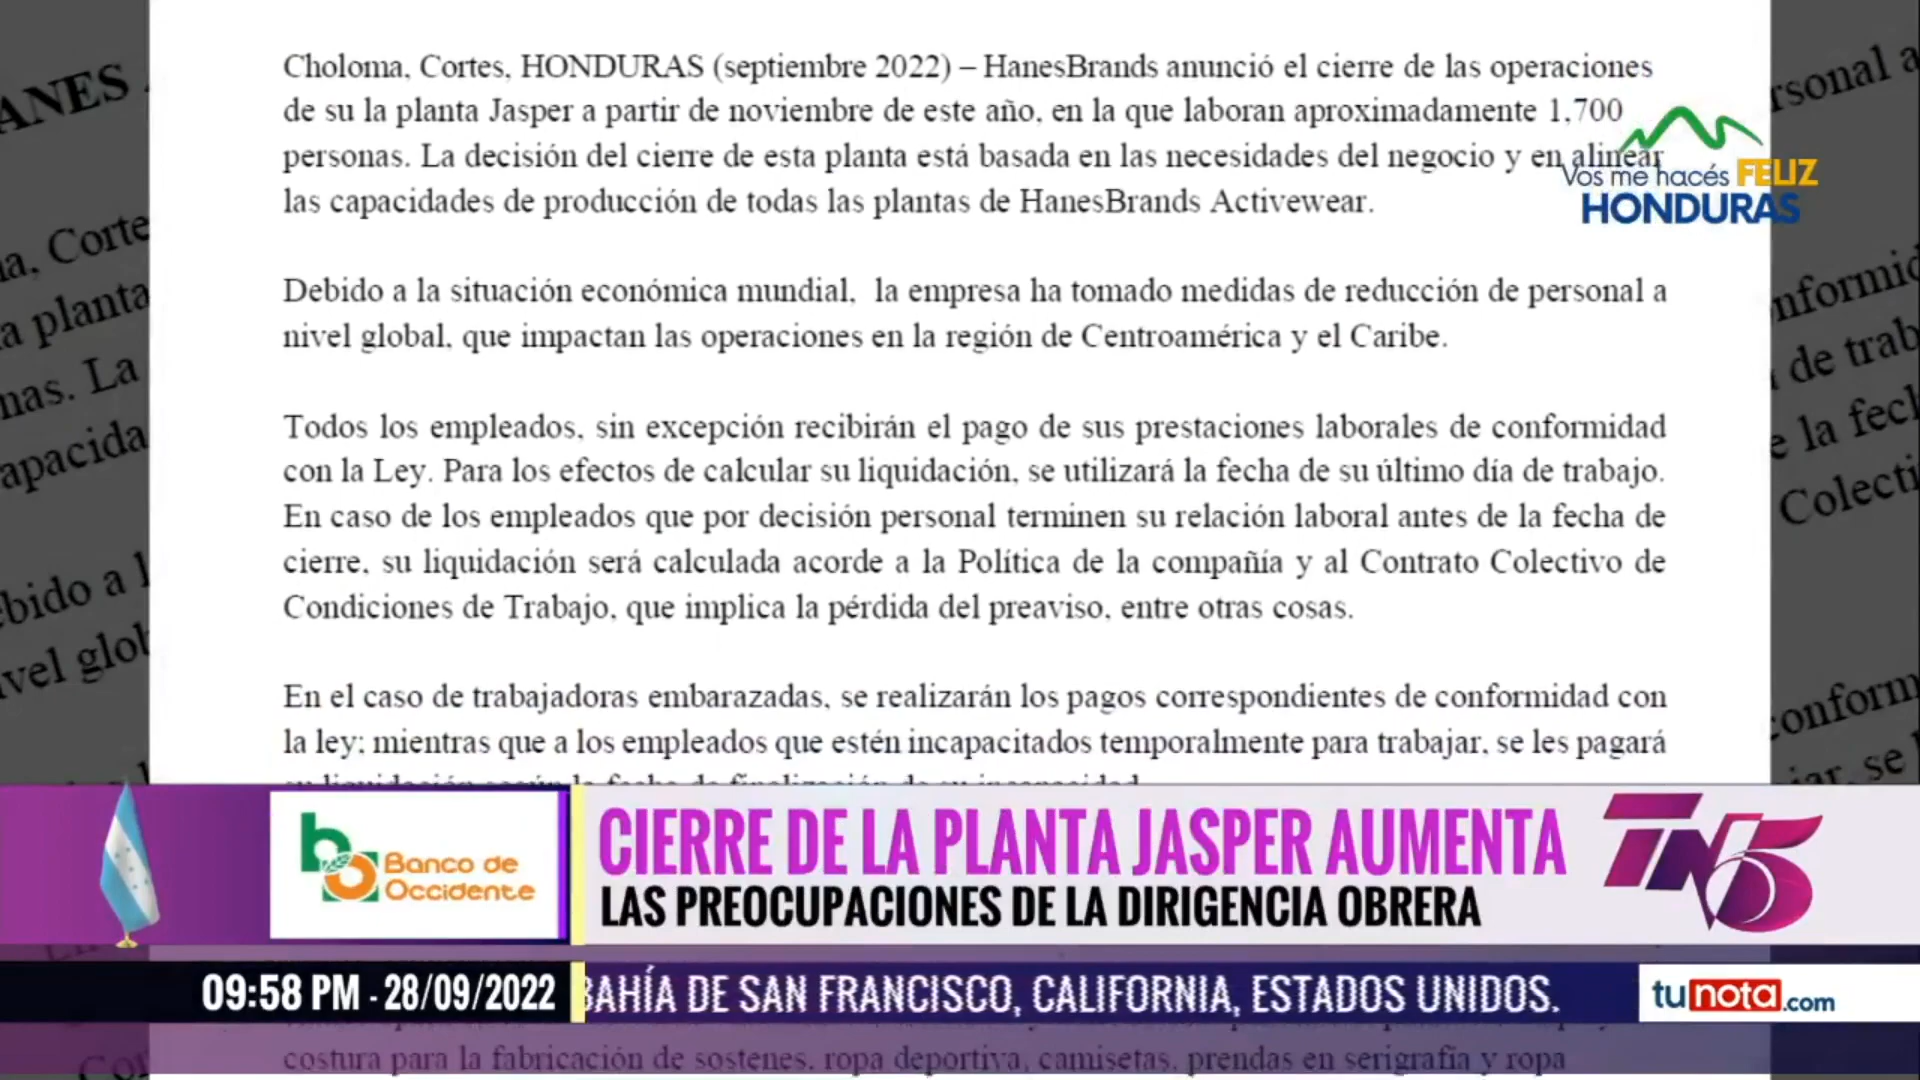 Choloma, Cortes, HONDURAS (septiembre 2022) – HanesBrands anunció el cierre de las operaciones
de su la planta Jasper a partir de noviembre de este año, en la que laboran aproximadamente 1,700
personas. La decisión del cierre de esta planta está basada en las necesidades del negocio y en alinear
las capacidades de producción de todas las plantas de HanesBrands Activewear.
Vos me hacés FELIZ
HONDURAS
Debido a la situación económica mundial, la empresa ha tomado medidas de reducción de personal a
nivel global, que impactan las operaciones en la región de Centroamérica y el Caribe.
Todos los empleados, sin excepción recibirán el pago de sus prestaciones laborales de conformidad
con la Ley. Para los efectos de calcular su liquidación, se utilizará la fecha de su último día de trabajo.
En caso de los empleados que por decisión personal terminen su relación laboral antes de la fecha de
cierre, su liquidación será calculada acorde a la Política de la compañía y al Contrato Colectivo de
Condiciones de Trabajo, que implica la pérdida del preaviso, entre otras cosas.
En el caso de trabajadoras embarazadas, se realizarán los pagos correspondientes de conformidad con
la ley; mientras que a los empleados que estén incapacitados temporalmente para trabajar, se les pagará
su liquidación según la fecha de finalización de su incapacidad.
Banco de
Occidente
CIERRE DE LA PLANTA JASPER AUMENTA
LAS PREOCUPACIONES DE LA DIRIGENCIA OBRERA
TN5
09:58 PM - 28/09/2022
BAHÍA DE SAN FRANCISCO, CALIFORNIA, ESTADOS UNIDOS.
tunota.com
costura para la fabricación de sostenes, ropa deportiva, camisetas, prendas en serigrafía y ropa